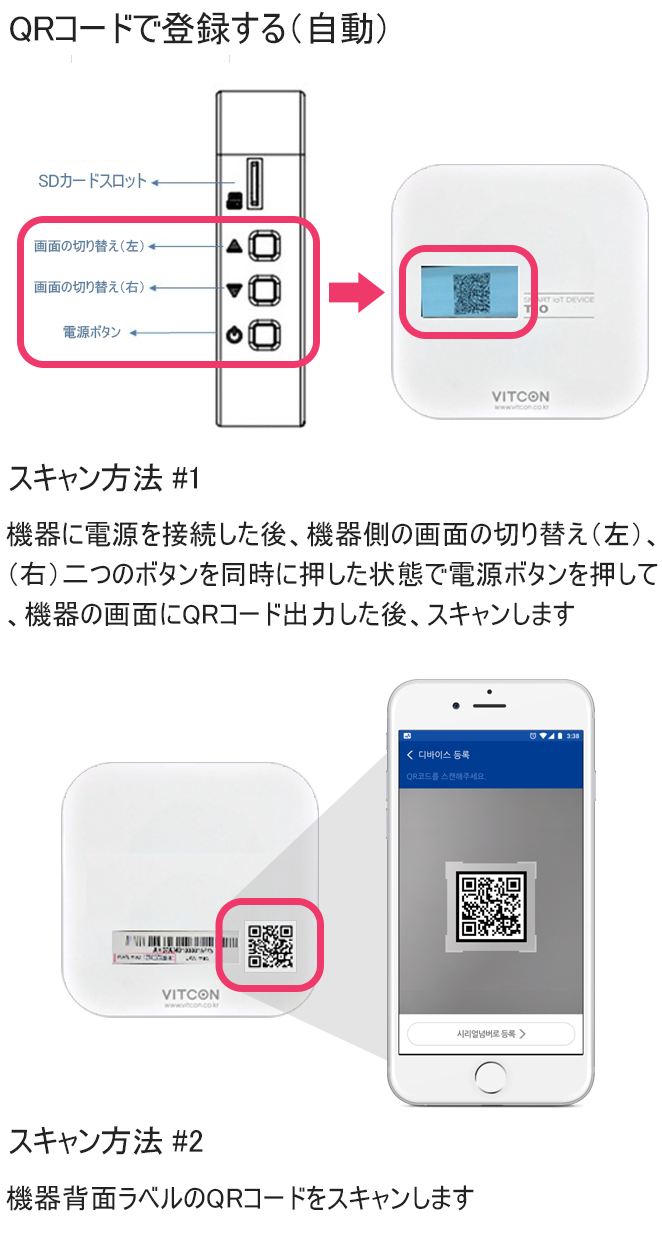 QRコードで登録する（自動）
SDカードスロット
画面の切り替え（左）
画面の切り替え（右）
電源ボタン
SMART IoT DEVICE
VITCON
www.vitcon.co.kr
スキャン方法 #1
機器に電源を接続した後、機器側の画面の切り替え（左）、
（右）二つのボタンを同時に押した状態で電源ボタンを押して
、機器の画面にQRコード出力した後、スキャンします
3:38
디바이스 등록
QR코드를 스캔해주세요.
VITCON
www.vitcon.co.kr
시리얼넘버로 등록
スキャン方法 #2
機器背面ラベルのQRコードをスキャンします